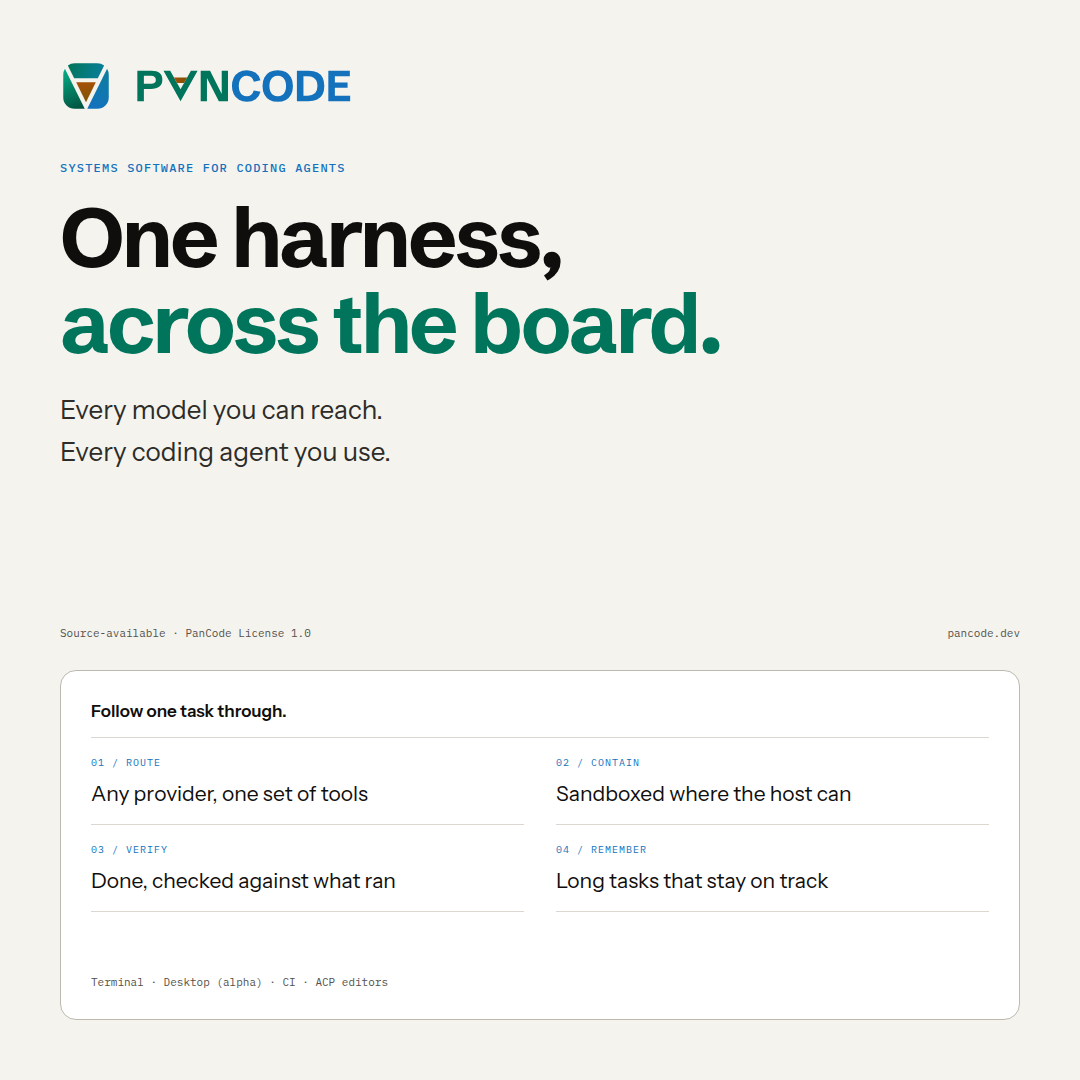 PANCODE
SYSTEMS SOFTWARE FOR CODING AGENTS
One harness,
across the board.
Every model you can reach.
Every coding agent you use.
Source-available · PanCode License 1.0
pancode.dev
Follow one task through.
01 / ROUTE
Any provider, one set of tools
02 / CONTAIN
Sandboxed where the host can
03 / VERIFY
Done, checked against what ran
04 / REMEMBER
Long tasks that stay on track
Terminal · Desktop (alpha) · CI · ACP editors